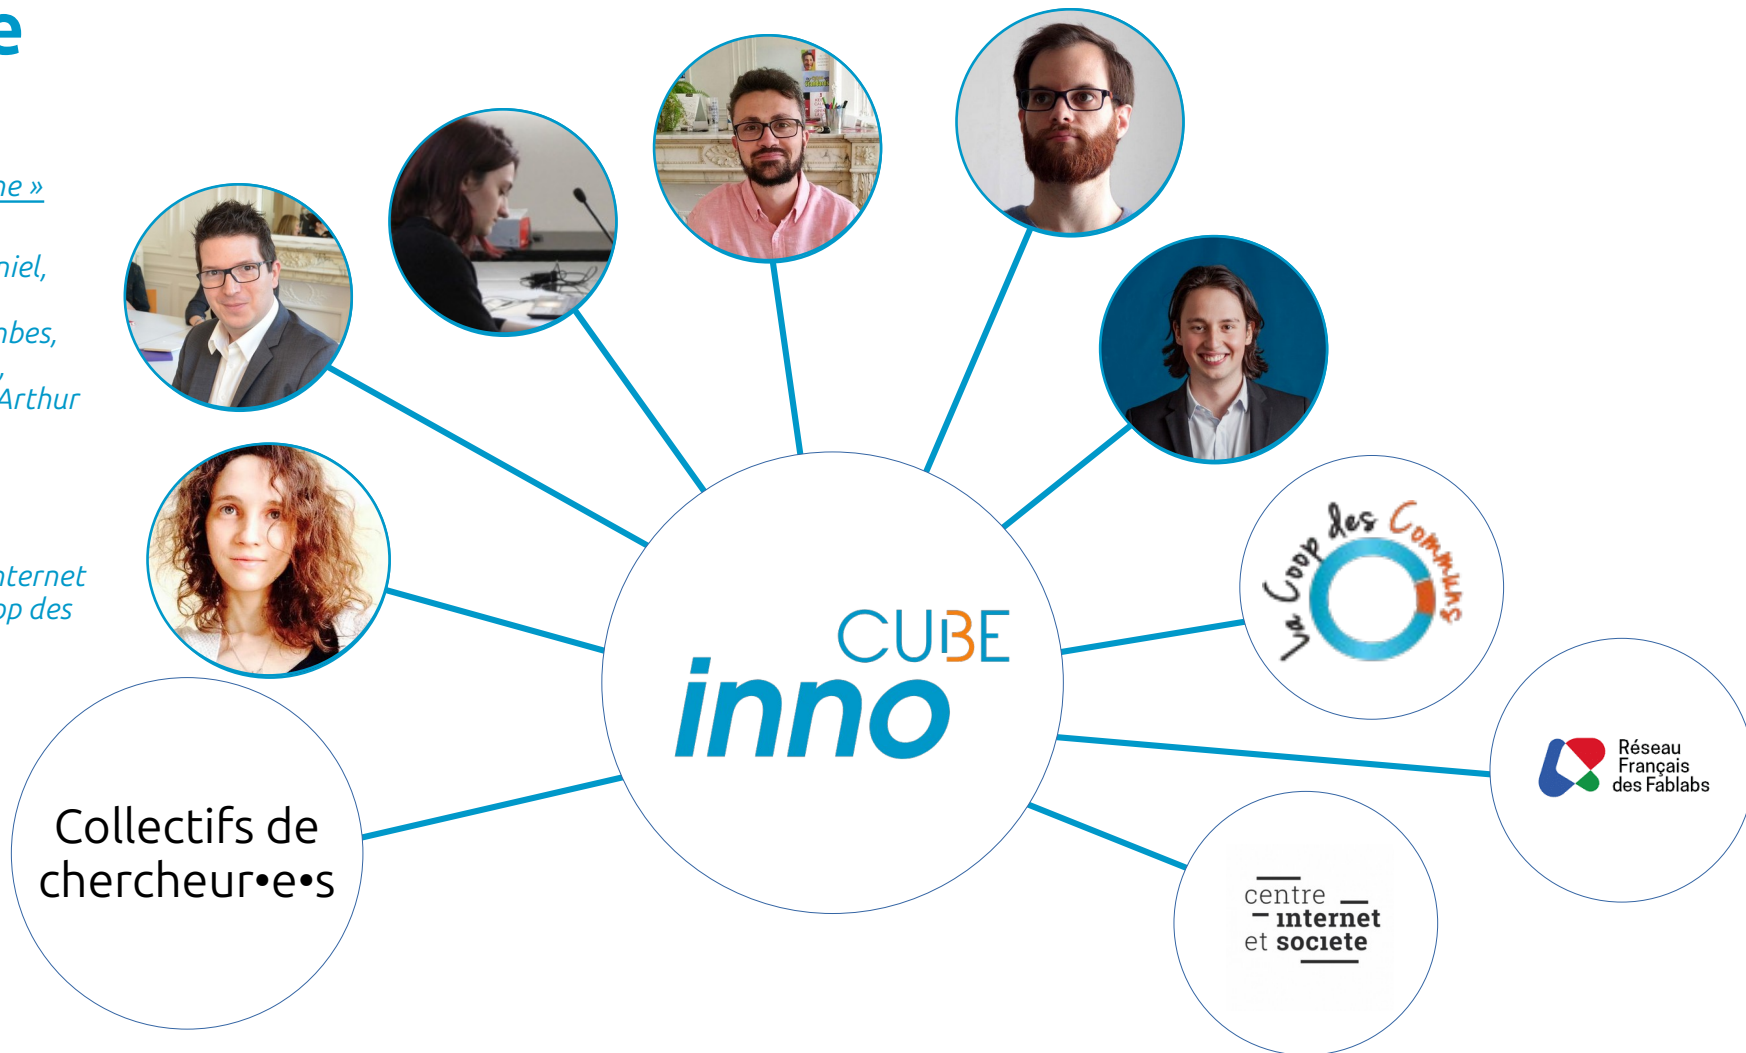 e
ne »
niel,
nbes,
,
Arthur
nternet
op des
La Coop des Communs
CUBE
inno
Réseau
Français
des Fablabs
Collectifs de
chercheur•e•s
centre
internet
et societe